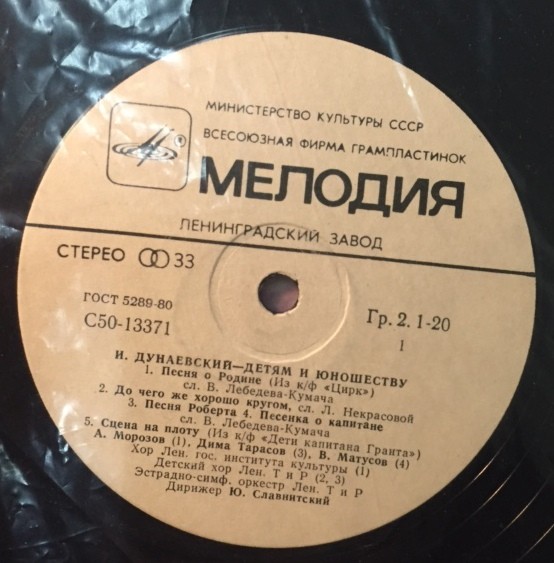 МИНИСТЕРСТВО КУЛЬТУРЫ СССР
ВСЕСОЮЗНАЯ ФИРМА ГРАМПЛАСТИНОК
®
МЕЛОДИЯ
ЛЕНИНГРАДСКИЙ ЗАВОД
СТЕРЕО 33
ГОСТ 5289-80
С50-13371
Гр. 2. 1-20
1
И. ДУНАЕВСКИЙ—ДЕТЯМ И ЮНОШЕСТВУ
1. Песня о Родине (Из к/ф «Цирк»)
сл. В. Лебедева-Кумача
2. До чего же хорошо кругом, сл. Л. Некрасовой
3. Песня Роберта 4. Песенка о капитане
сл. В. Лебедева-Кумача
5. Сцена на плоту (Из к/ф «Дети капитана Гранта»)
А. Морозов (1), Дима Тарасов (3), В. Матусов (4)
Хор Лен. гос. института культуры (1)
Детский хор Лен. Т и Р (2, 3)
Эстрадно-симф. оркестр Лен. Т и Р
Дирижер Ю. Славнитский